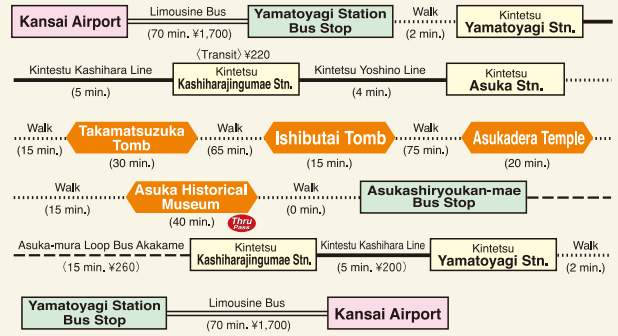 Kansai Airport
Limousine Bus
(70 min. ¥1,700)
Yamatoyagi Station
Bus Stop
Walk
(2 min.)
Kintetsu
Yamatoyagi Stn.
Kintestu Kashihara Line
(5 min.)
〈Transit〉 ¥220
Kintetsu
Kashiharajingumae Stn.
Kintetsu Yoshino Line
(4 min.)
Kintetsu
Asuka Stn.
Walk
(15 min.)
Takamatsuzuka
Tomb
(30 min.)
Walk
(65 min.)
Ishibutai Tomb
(15 min.)
Walk
(75 min.)
Asukadera Temple
(20 min.)
Walk
(15 min.)
Asuka Historical
Museum
(40 min.)
Thru
Pass
Walk
(0 min.)
Asukashiryoukan-mae
Bus Stop
Asuka-mura Loop Bus Akakame
(15 min. ¥260)
Kintetsu
Kashiharajingumae Stn.
Kintestu Kashihara Line
(5 min. ¥200)
Kintetsu
Yamatoyagi Stn.
Walk
(2 min.)
Yamatoyagi Station
Bus Stop
Limousine Bus
(70 min. ¥1,700)
Kansai Airport